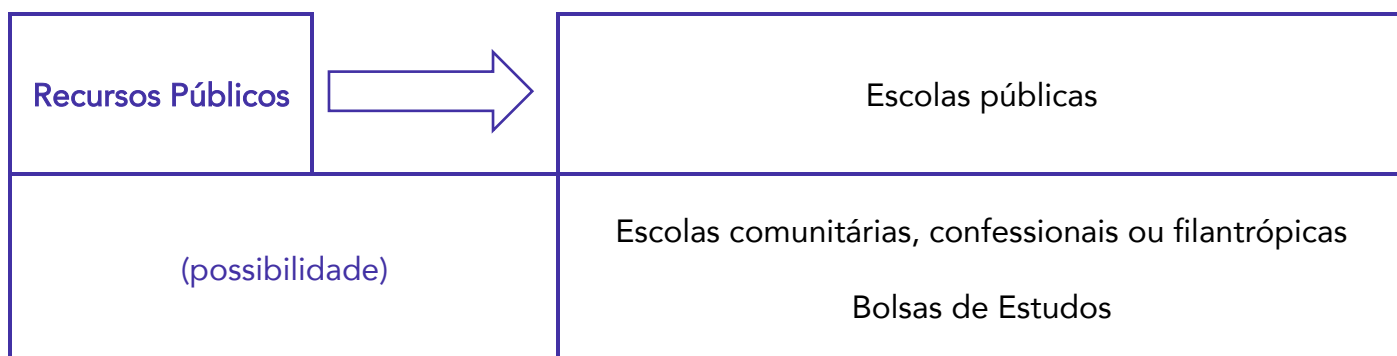 Recursos Públicos
Escolas públicas
(possibilidade)
Escolas comunitárias, confessionais ou filantrópicas
Bolsas de Estudos